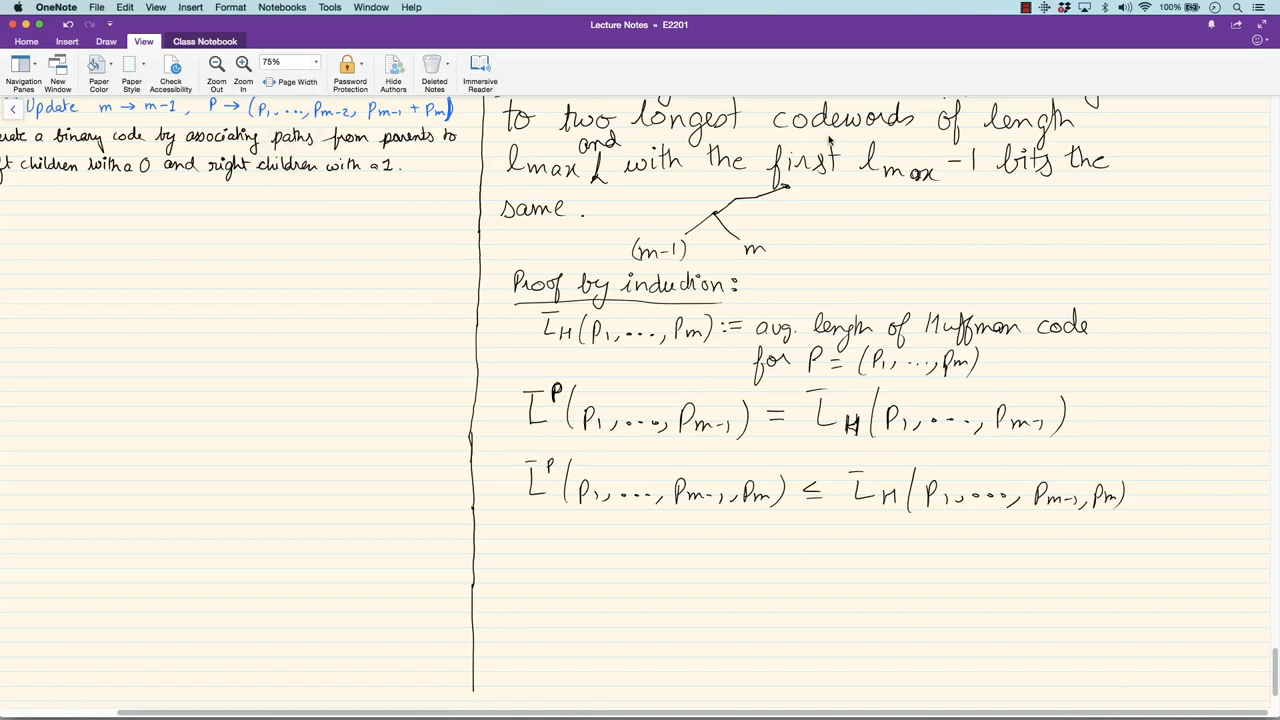 OneNote File Edit View Insert Format Notebooks Tools Window Help 100%
Lecture Notes – E2201
Home Insert Draw View Class Notebook
75%
Navigation Panes New Window Paper Color Paper Style Check Accessibility Zoom Out Zoom In Page Width Password Protection Hide Authors Deleted Notes Immersive Reader
Update m → m-1, P → (P1, ..., Pm-2, Pm-1 + Pm)
erate a binary code by associating paths from parents to
ft children with a 0 and right children with a 1.
to two longest codewords of length
lmax and with the first lmax -1 bits the
same.
(m-1) m
Proof by induction:
L̄H(P1, ..., Pm) := avg. length of Huffman code
for P = (P1, ..., Pm)
L̄P(P1, ..., Pm-1) = L̄H(P1, ..., Pm-1)
L̄P(P1, ..., Pm-1, Pm) ≤ L̄H(P1, ..., Pm-1, Pm)